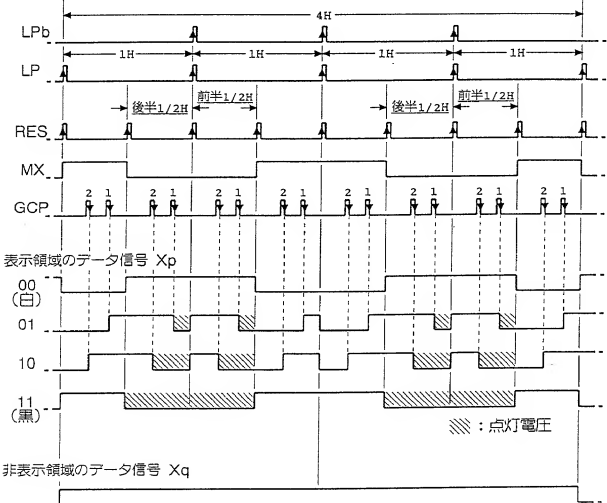 4H
LPb
1H 1H 1H 1H
LP
後半1/2H 前半1/2H 後半1/2H 前半1/2H
RES
MX
2 1 2 1 2 1 2 1 2 1 2 1 2 1 2 1
GCP
表示領域のデータ信号 Xp
00
(白)
01
10
11
(黒)
:点灯電圧
非表示領域のデータ信号 Xq